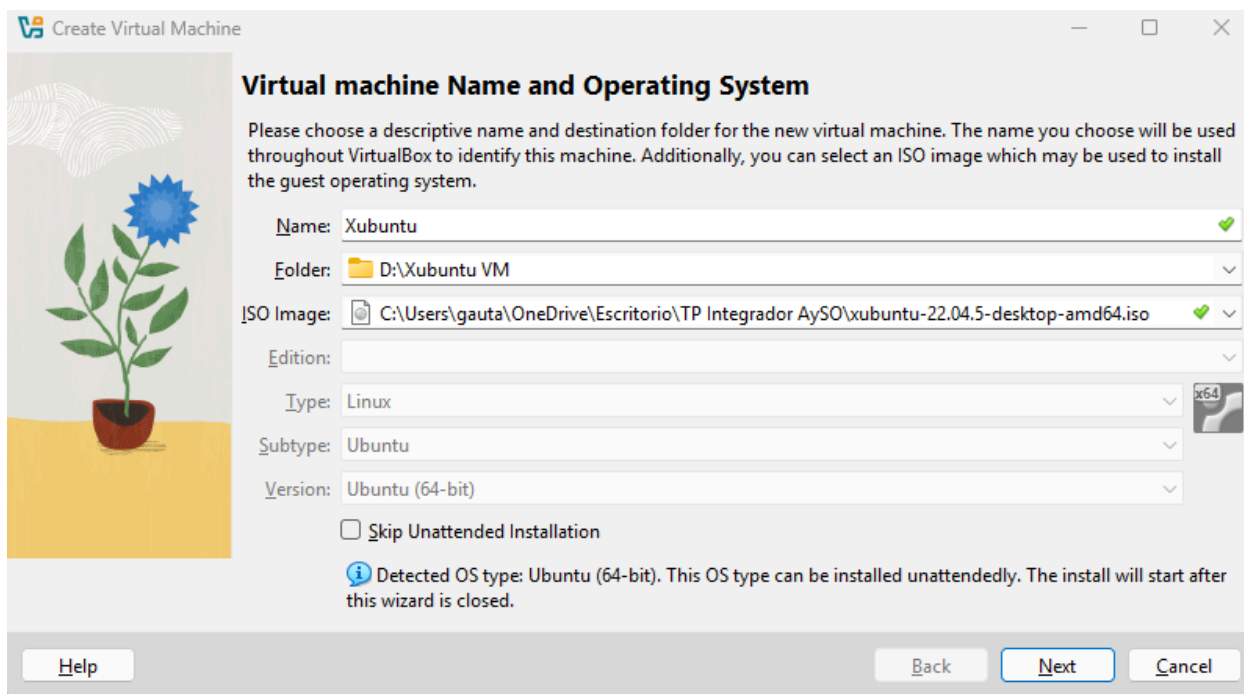 Create Virtual Machine
Virtual machine Name and Operating System
Please choose a descriptive name and destination folder for the new virtual machine. The name you choose will be used
throughout VirtualBox to identify this machine. Additionally, you can select an ISO image which may be used to install
the guest operating system.
Name: Xubuntu
Folder: D:\Xubuntu VM
ISO Image: C:\Users\gauta\OneDrive\Escritorio\TP Integrador AySO\xubuntu-22.04.5-desktop-amd64.iso
Edition:
Type: Linux
x64
Subtype: Ubuntu
Version: Ubuntu (64-bit)
Skip Unattended Installation
Detected OS type: Ubuntu (64-bit). This OS type can be installed unattendedly. The install will start after
this wizard is closed.
Help Back Next Cancel